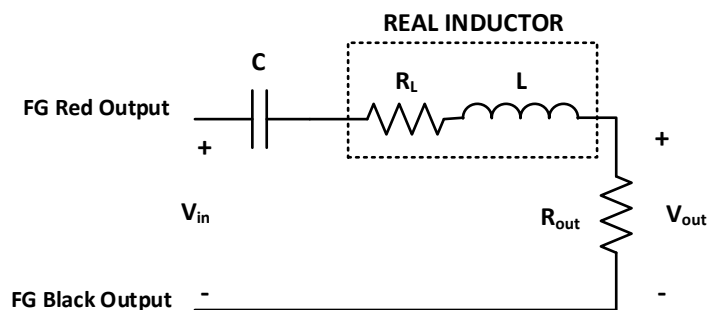 REAL INDUCTOR
C
R_L
L
FG Red Output
+
+
V_in
R_out
V_out
-
-
FG Black Output